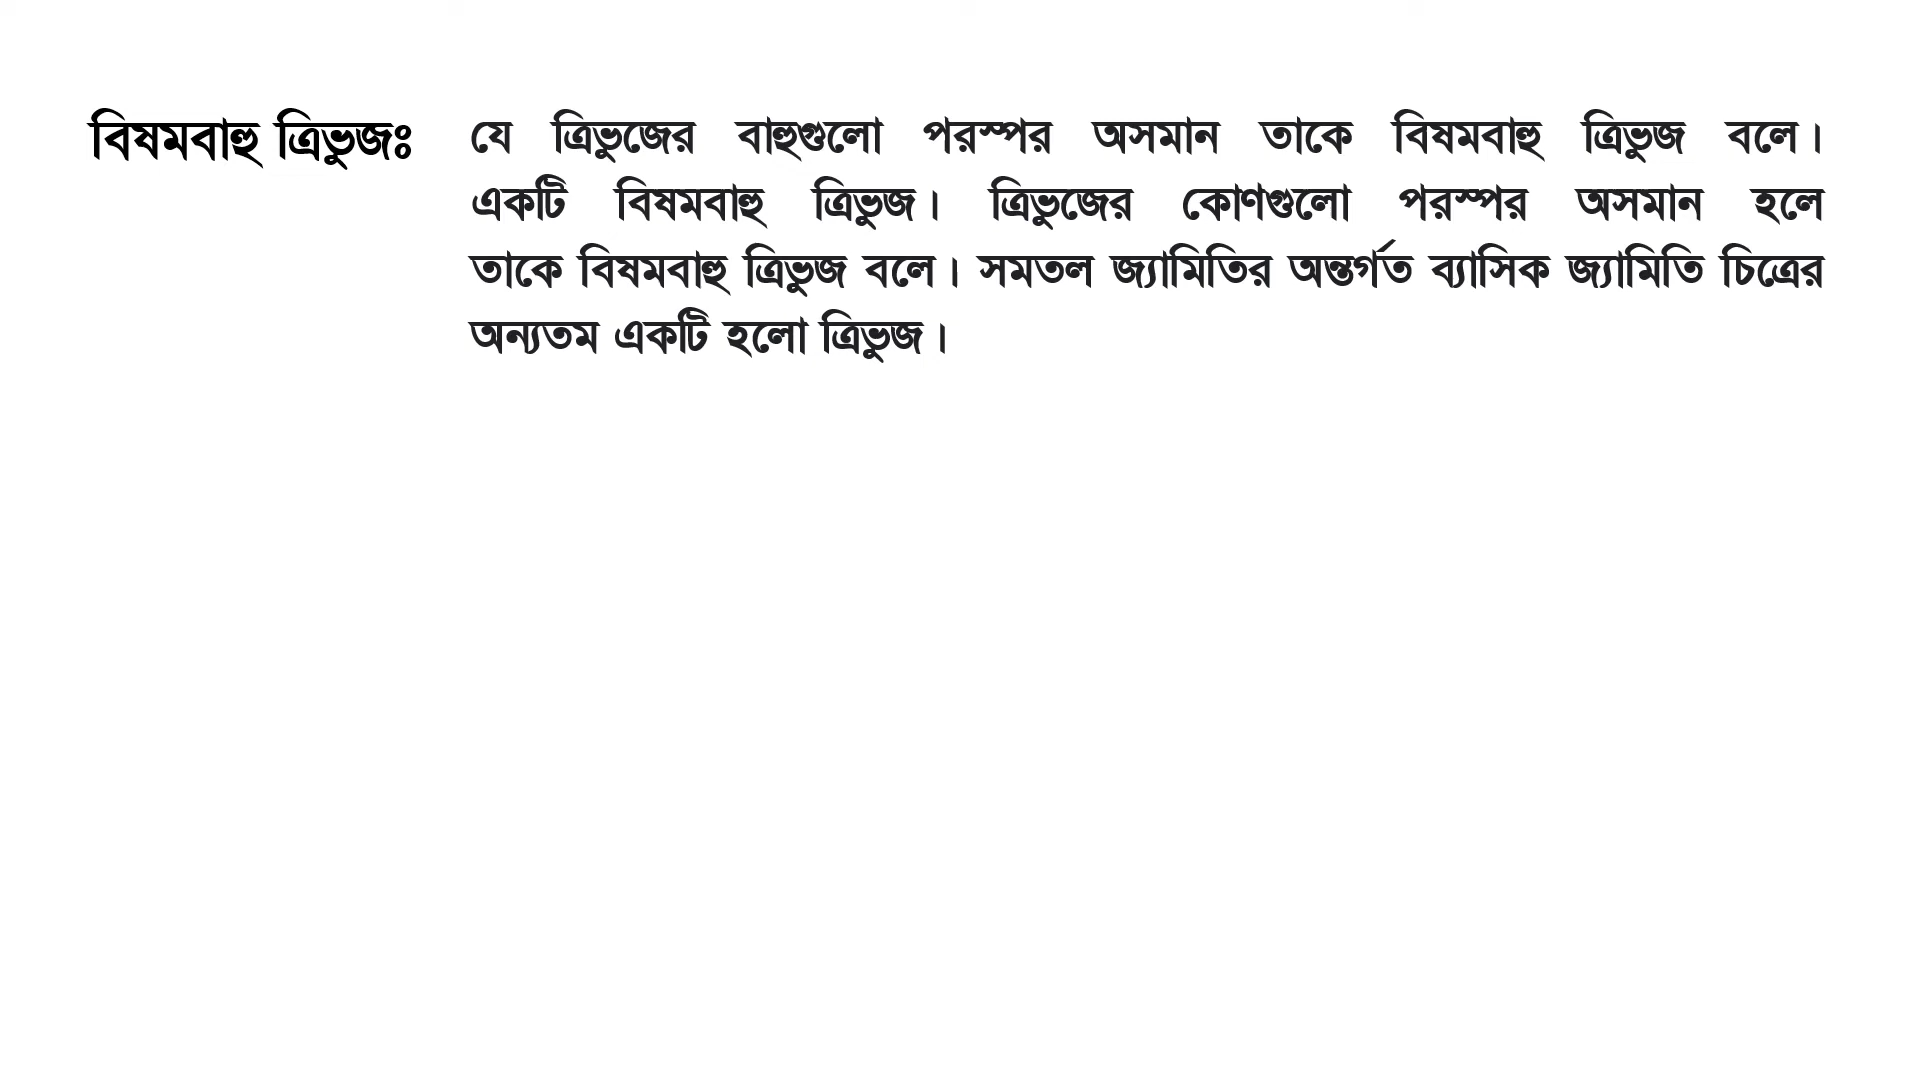 বিষমবাহু ত্রিভুজঃ যে ত্রিভুজের বাহুগুলো পরস্পর অসমান তাকে বিষমবাহু ত্রিভুজ বলে।
একটি বিষমবাহু ত্রিভুজ। ত্রিভুজের কোণগুলো পরস্পর অসমান হলে
তাকে বিষমবাহু ত্রিভুজ বলে। সমতল জ্যামিতির অন্তর্গত ব্যাসিক জ্যামিতি চিত্রের
অন্যতম একটি হলো ত্রিভুজ।